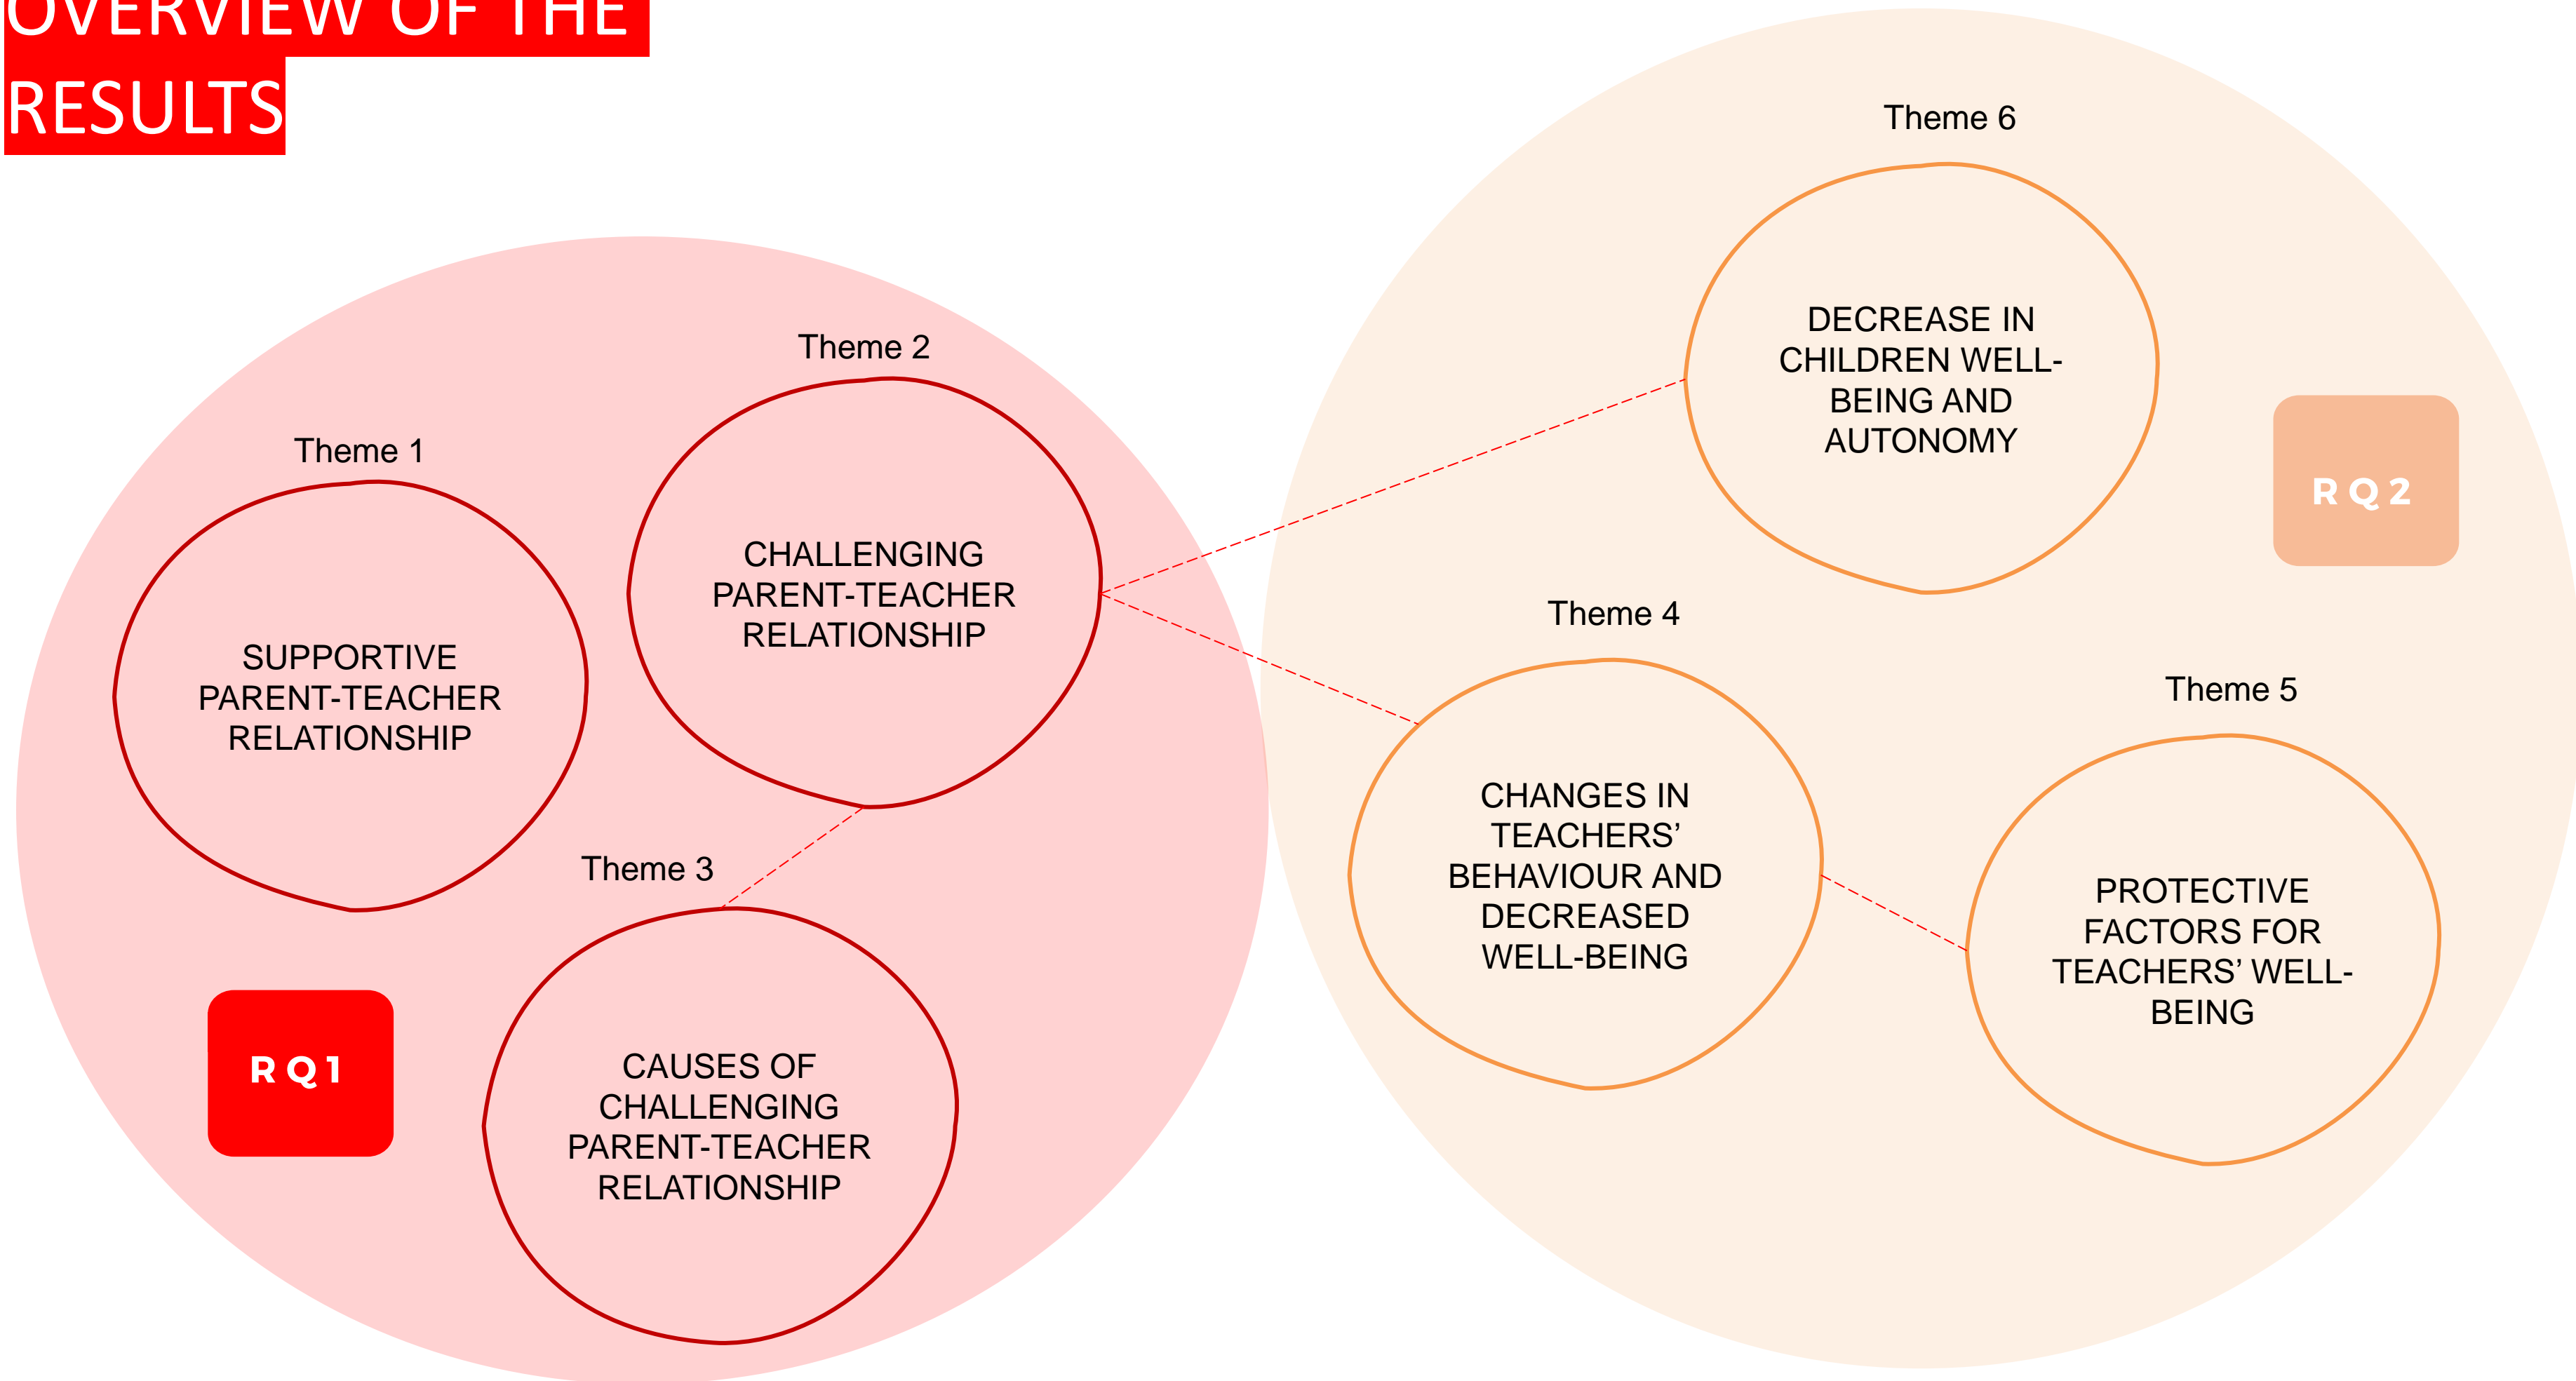 OVERVIEW OF THE
RESULTS
Theme 1
SUPPORTIVE
PARENT-TEACHER
RELATIONSHIP
Theme 2
CHALLENGING
PARENT-TEACHER
RELATIONSHIP
Theme 3
CAUSES OF
CHALLENGING
PARENT-TEACHER
RELATIONSHIP
RQ1
Theme 6
DECREASE IN
CHILDREN WELL-
BEING AND
AUTONOMY
RQ2
Theme 4
CHANGES IN
TEACHERS’
BEHAVIOUR AND
DECREASED
WELL-BEING
Theme 5
PROTECTIVE
FACTORS FOR
TEACHERS’ WELL-
BEING